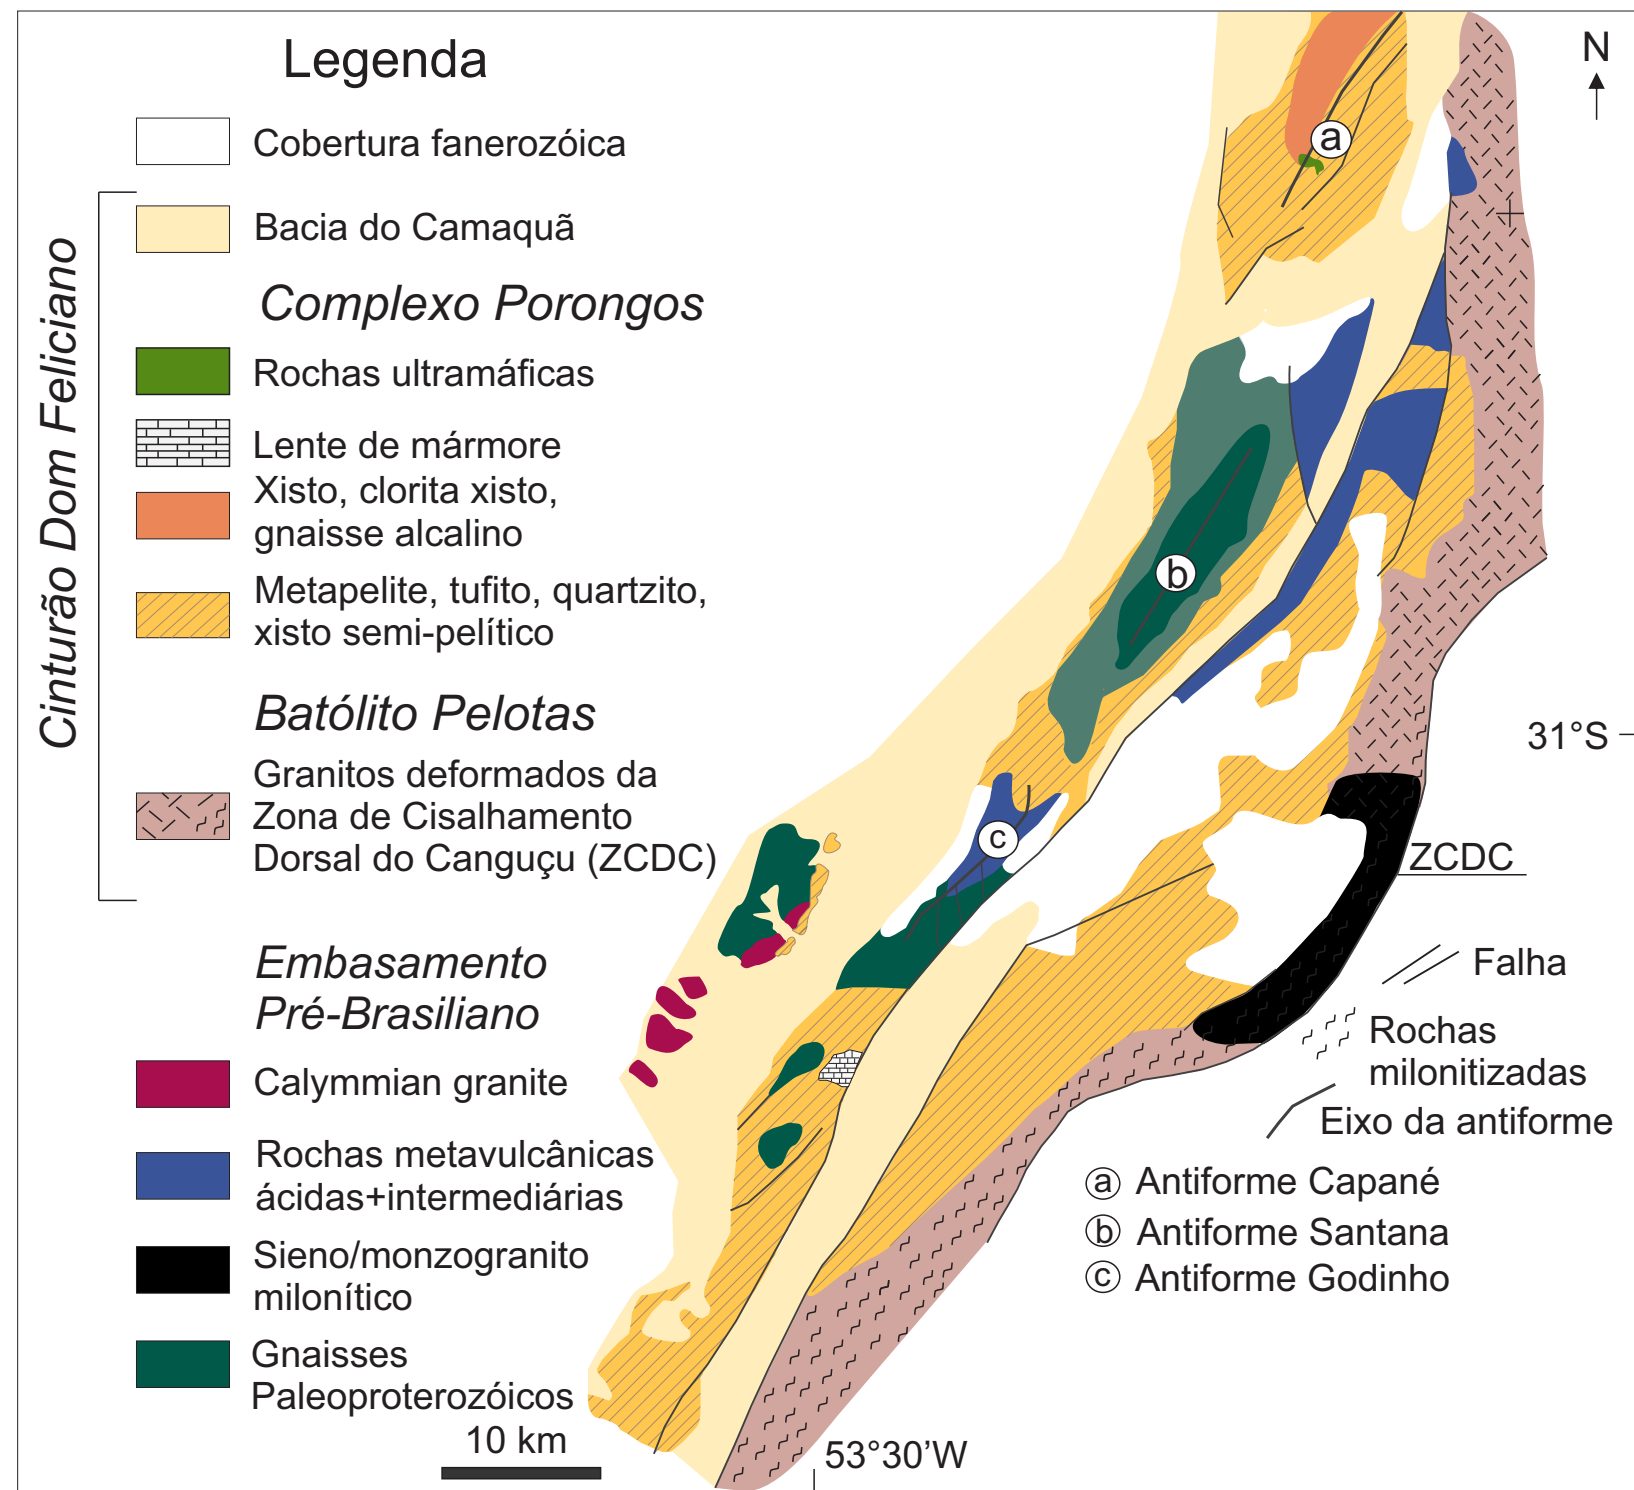 Legenda
Cobertura fanerozóica
Bacia do Camaquã
Complexo Porongos
Rochas ultramáficas
Lente de mármore
Xisto, clorita xisto,
gnaisse alcalino
Metapelite, tufito, quartzito,
xisto semi-pelítico
Batólito Pelotas
Granitos deformados da
Zona de Cisalhamento
Dorsal do Canguçu (ZCDC)
Cinturão Dom Feliciano
Embasamento
Pré-Brasiliano
Calymmian granite
Rochas metavulcânicas
ácidas+intermediárias
Sieno/monzogranito
milonítico
Gnaisses
Paleoproterozóicos
10 km
N
a
b
c
31°S
ZCDC
53°30'W
Falha
Rochas
milonitizadas
Eixo da antiforme
a Antiforme Capané
b Antiforme Santana
c Antiforme Godinho